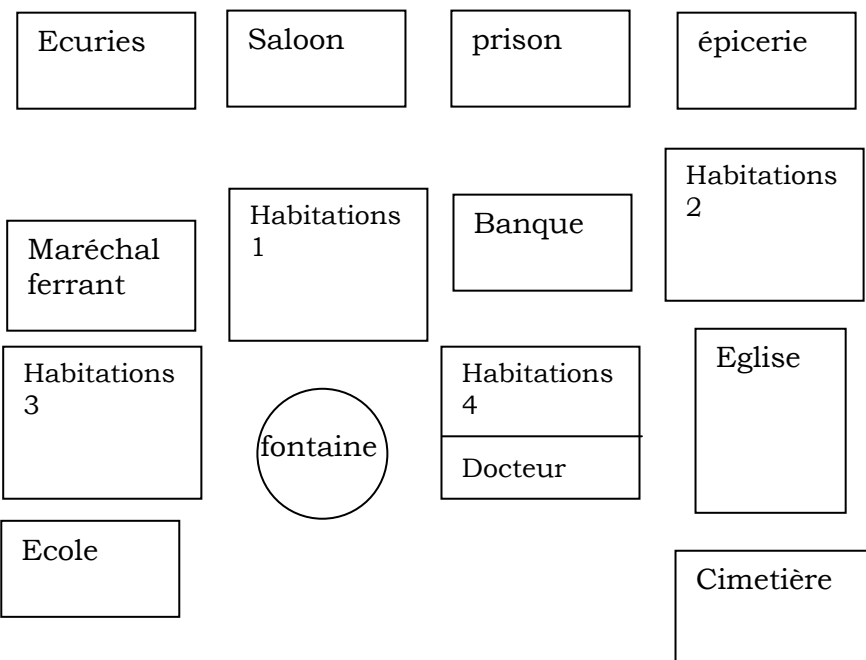 Ecuries
Saloon
prison
épicerie
Habitations
2
Habitations
1
Banque
Maréchal
ferrant
Habitations
3
fontaine
Habitations
4
Docteur
Eglise
Ecole
Cimetière